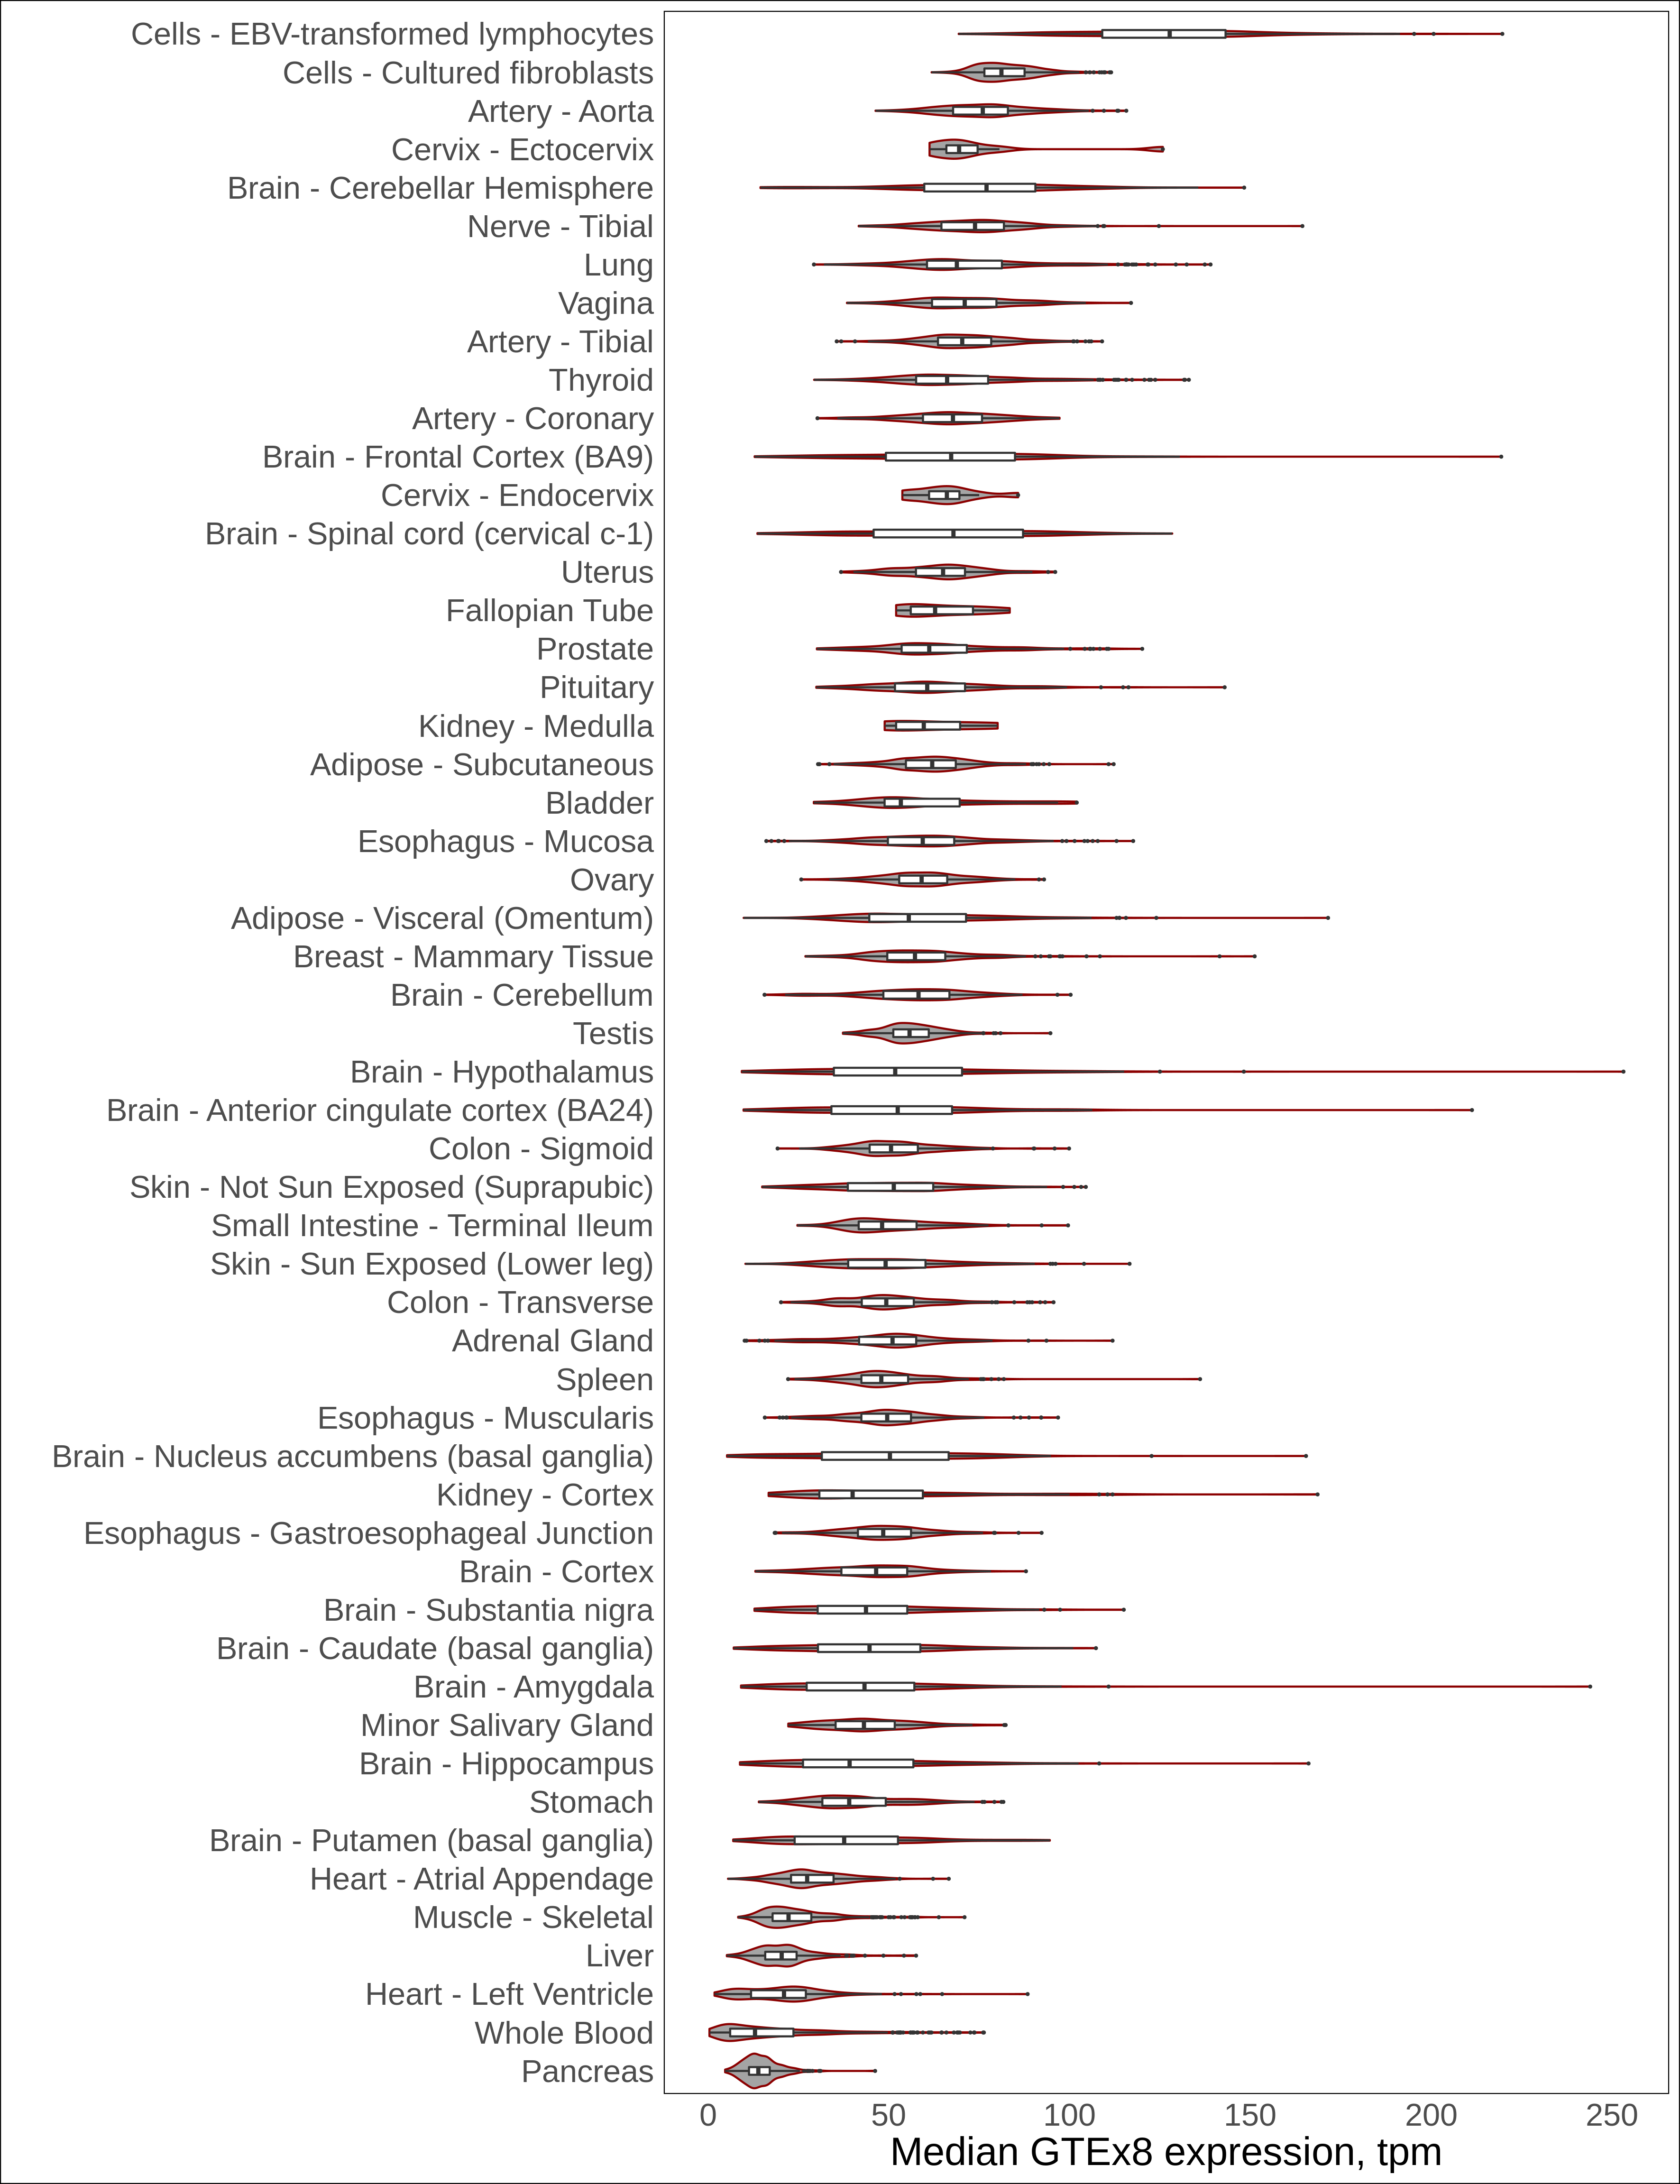 Cells - EBV-transformed lymphocytes
Cells - Cultured fibroblasts
Artery - Aorta
Cervix - Ectocervix
Brain - Cerebellar Hemisphere
Nerve - Tibial
Lung
Vagina
Artery - Tibial
Thyroid
Artery - Coronary
Brain - Frontal Cortex (BA9)
Cervix - Endocervix
Brain - Spinal cord (cervical c-1)
Uterus
Fallopian Tube
Prostate
Pituitary
Kidney - Medulla
Adipose - Subcutaneous
Bladder
Esophagus - Mucosa
Ovary
Adipose - Visceral (Omentum)
Breast - Mammary Tissue
Brain - Cerebellum
Testis
Brain - Hypothalamus
Brain - Anterior cingulate cortex (BA24)
Colon - Sigmoid
Skin - Not Sun Exposed (Suprapubic)
Small Intestine - Terminal Ileum
Skin - Sun Exposed (Lower leg)
Colon - Transverse
Adrenal Gland
Spleen
Esophagus - Muscularis
Brain - Nucleus accumbens (basal ganglia)
Kidney - Cortex
Esophagus - Gastroesophageal Junction
Brain - Cortex
Brain - Substantia nigra
Brain - Caudate (basal ganglia)
Brain - Amygdala
Minor Salivary Gland
Brain - Hippocampus
Stomach
Brain - Putamen (basal ganglia)
Heart - Atrial Appendage
Muscle - Skeletal
Liver
Heart - Left Ventricle
Whole Blood
Pancreas
0 50 100 150 200 250
Median GTEx8 expression, tpm